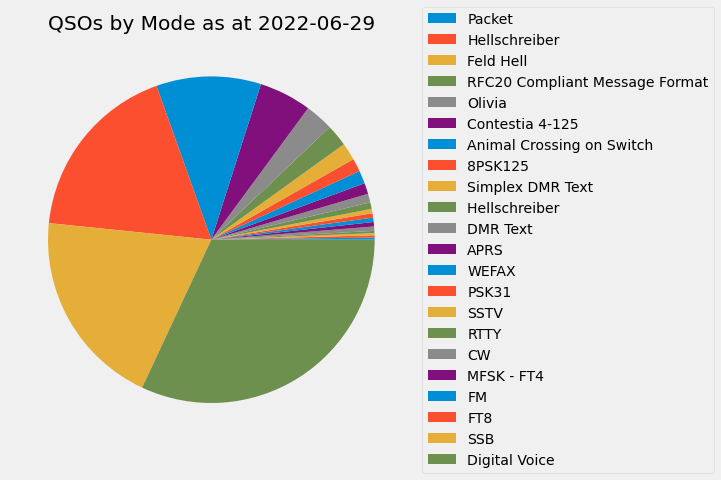 QSOs by Mode as at 2022-06-29
Packet
Hellschreiber
Feld Hell
RFC20 Compliant Message Format
Olivia
Contestia 4-125
Animal Crossing on Switch
8PSK125
Simplex DMR Text
Hellschreiber
DMR Text
APRS
WEFAX
PSK31
SSTV
RTTY
CW
MFSK - FT4
FM
FT8
SSB
Digital Voice